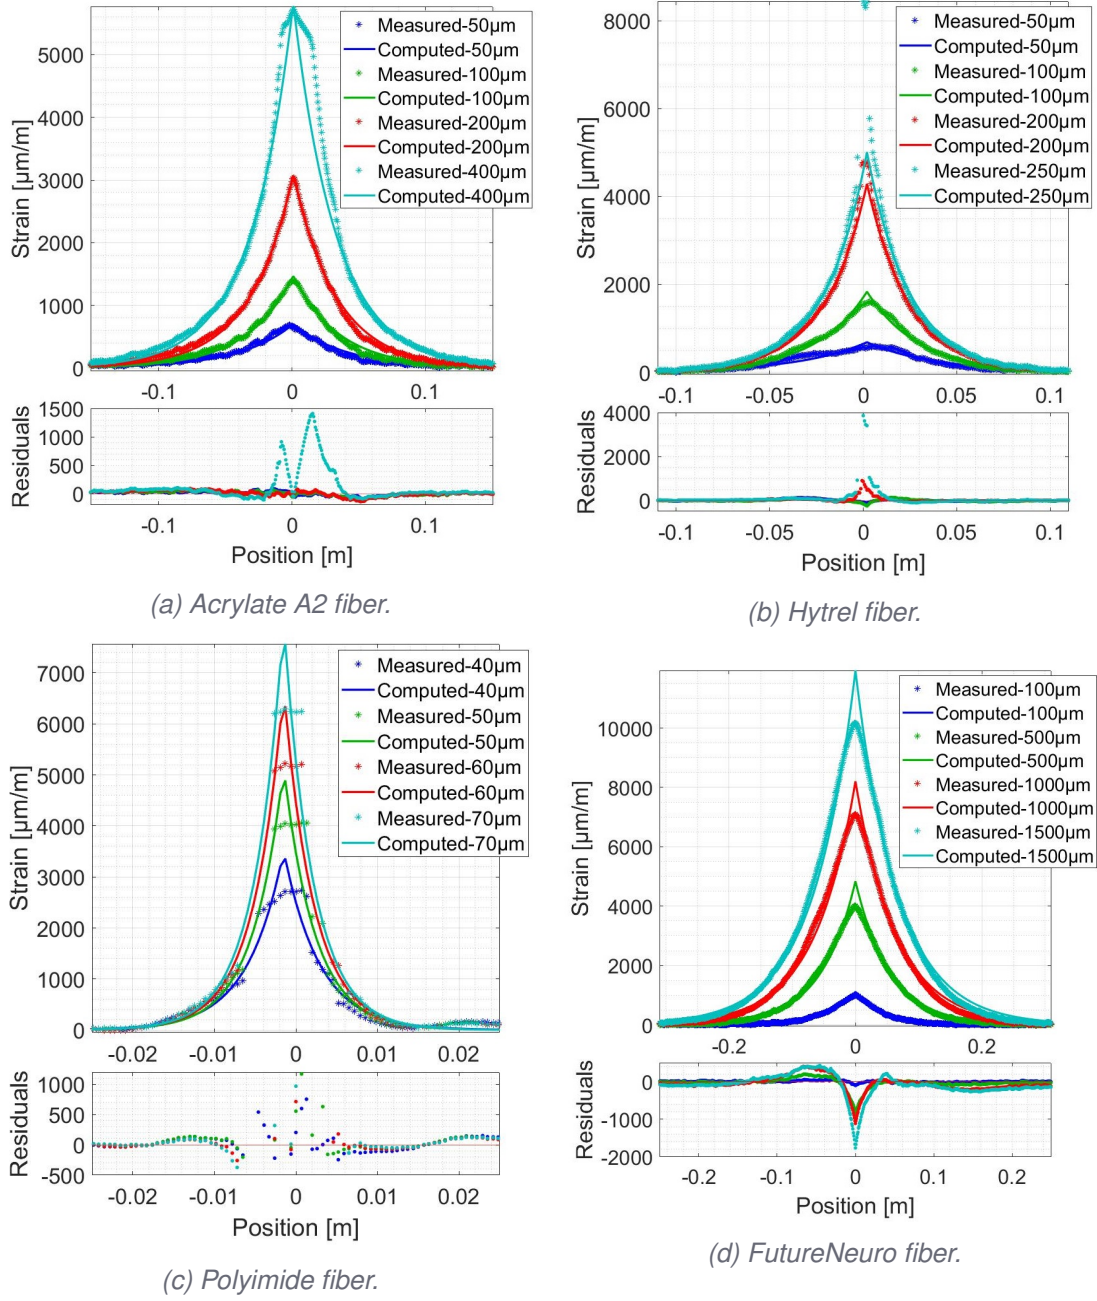 5000
4000
3000
2000
1000
0
-0.1
0
0.1
Strain [µm/m]
Measured-50µm
Computed-50µm
Measured-100µm
Computed-100µm
Measured-200µm
Computed-200µm
Measured-400µm
Computed-400µm
1500
1000
500
0
Residuals
-0.1
0
0.1
Position [m]
(a) Acrylate A2 fiber.
8000
6000
4000
2000
0
-0.1
-0.05
0
0.05
0.1
Strain [µm/m]
Measured-50µm
Computed-50µm
Measured-100µm
Computed-100µm
Measured-200µm
Computed-200µm
Measured-250µm
Computed-250µm
4000
3000
2000
1000
0
Residuals
-0.1
-0.05
0
0.05
0.1
Position [m]
(b) Hytrel fiber.
7000
6000
5000
4000
3000
2000
1000
0
-0.02
-0.01
0
0.01
0.02
Strain [µm/m]
Measured-40µm
Computed-40µm
Measured-50µm
Computed-50µm
Measured-60µm
Computed-60µm
Measured-70µm
Computed-70µm
1000
500
0
-500
Residuals
-0.02
-0.01
0
0.01
0.02
Position [m]
(c) Polyimide fiber.
10000
8000
6000
4000
2000
0
-0.2
0
0.2
Strain [µm/m]
Measured-100µm
Computed-100µm
Measured-500µm
Computed-500µm
Measured-1000µm
Computed-1000µm
Measured-1500µm
Computed-1500µm
0
-1000
-2000
Residuals
-0.2
-0.1
0
0.1
0.2
Position [m]
(d) FutureNeuro fiber.